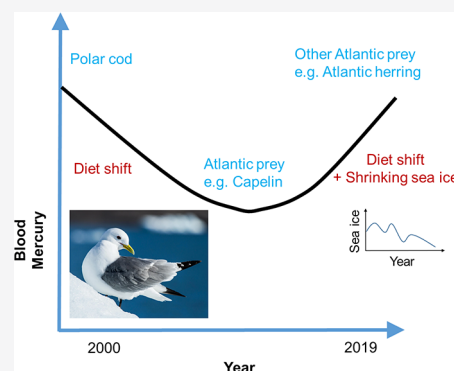 Polar cod
Other Atlantic prey
e.g. Atlantic herring
Diet shift
Atlantic prey
e.g. Capelin
Diet shift
+ Shrinking sea ice
Blood
Mercury
Sea ice
Year
2000
2019
Year